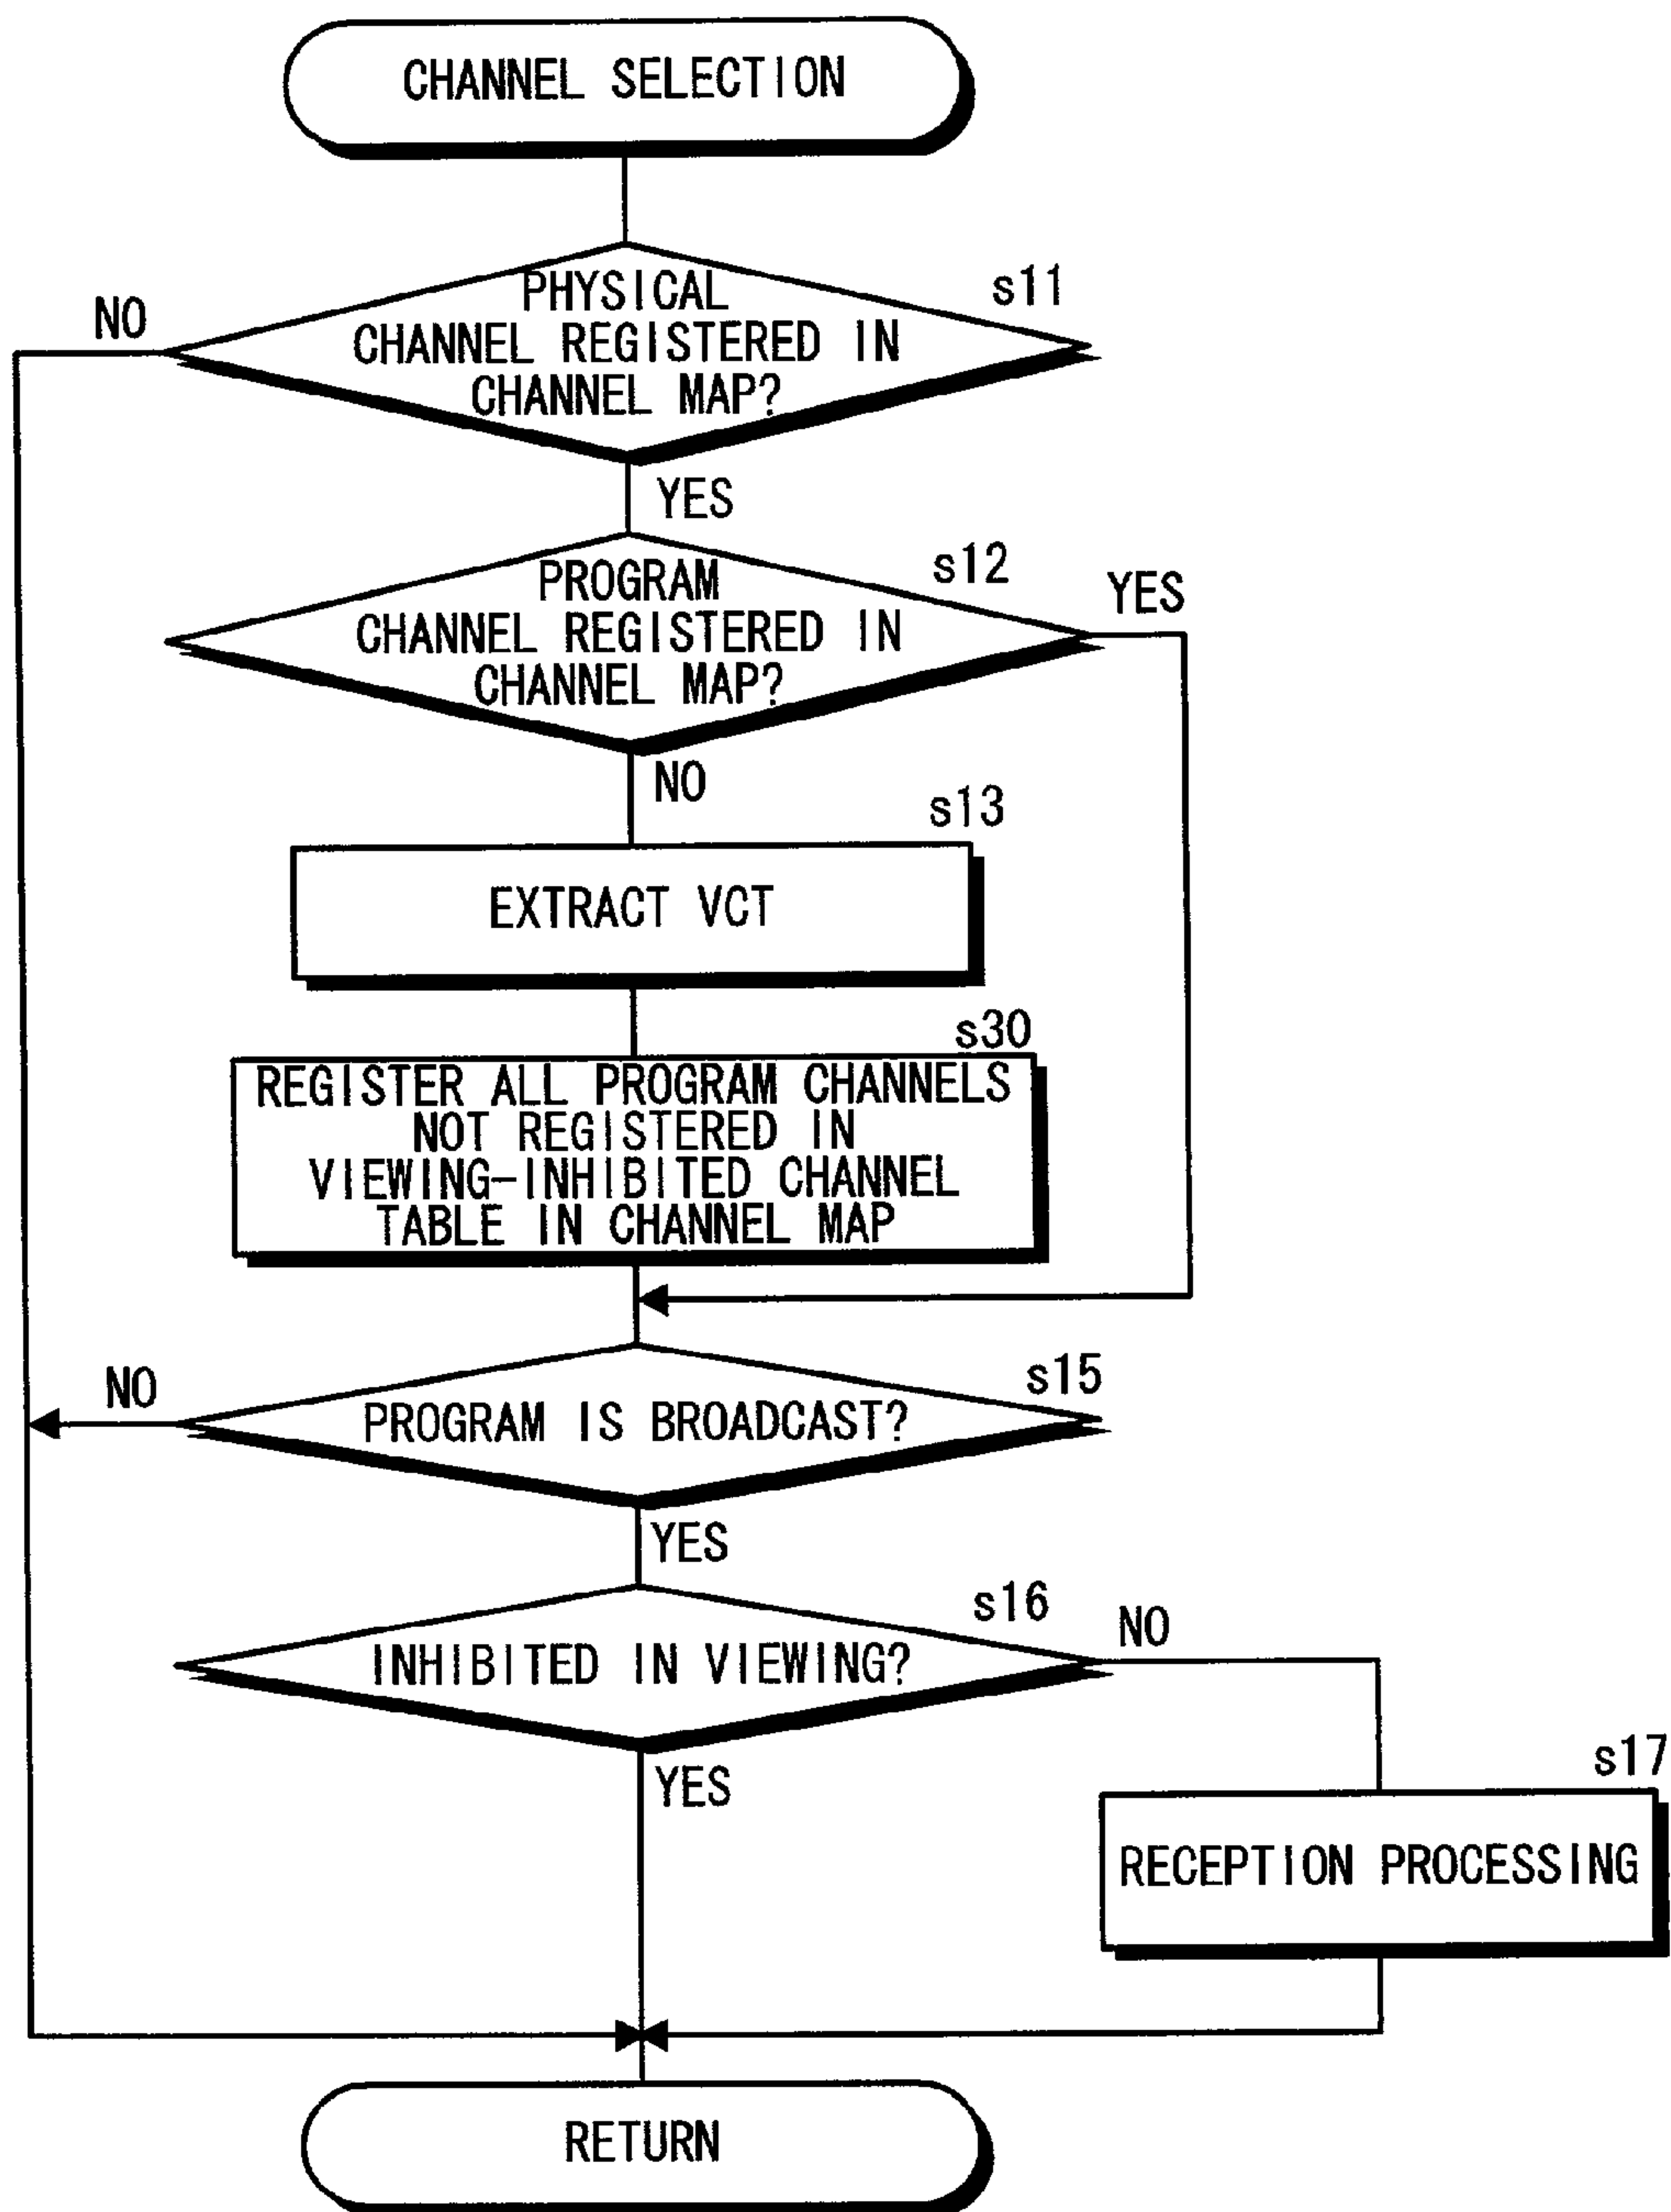 CHANNEL SELECTION
s11
NO
PHYSICAL
CHANNEL REGISTERED IN
CHANNEL MAP?
YES
s12
PROGRAM
CHANNEL REGISTERED IN
CHANNEL MAP?
YES
NO
s13
EXTRACT VCT
s30
REGISTER ALL PROGRAM CHANNELS
NOT REGISTERED IN
VIEWING-INHIBITED CHANNEL
TABLE IN CHANNEL MAP
NO
s15
PROGRAM IS BROADCAST?
YES
s16
NO
INHIBITED IN VIEWING?
YES
s17
RECEPTION PROCESSING
RETURN